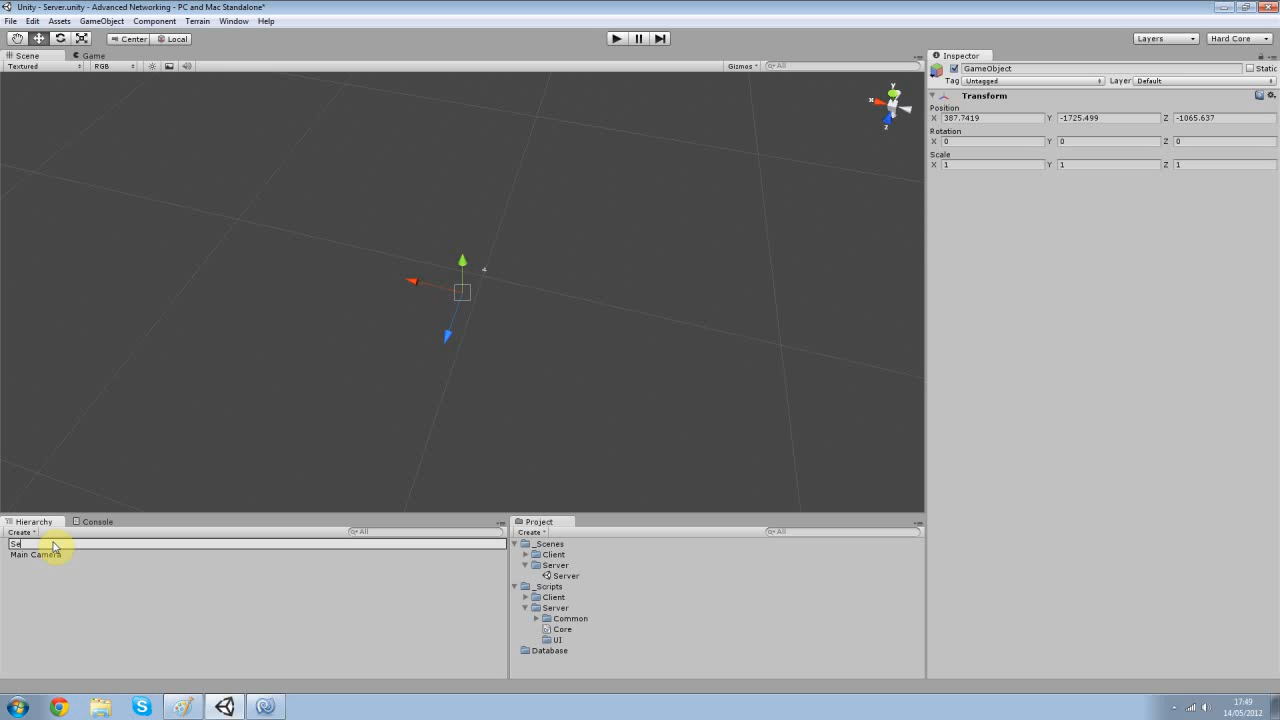 Unity - Server.unity - Advanced Networking - PC and Mac Standalone*
File Edit Assets GameObject Component Terrain Window Help
Center Local Layers Hard Core
Scene Game Inspector
Textured RGB Gizmos All GameObject Static
Tag Untagged Layer Default
Transform
Position
X 387.7419 Y -1725.499 Z -1065.637
Rotation
X 0 Y 0 Z 0
Scale
X 1 Y 1 Z 1
y
x
z
Hierarchy Console Project
Create All Create All
Se
Main Camera
_Scenes
Client
Server
Server
_Scripts
Client
Server
Common
Core
UI
Database
17:49
14/05/2012